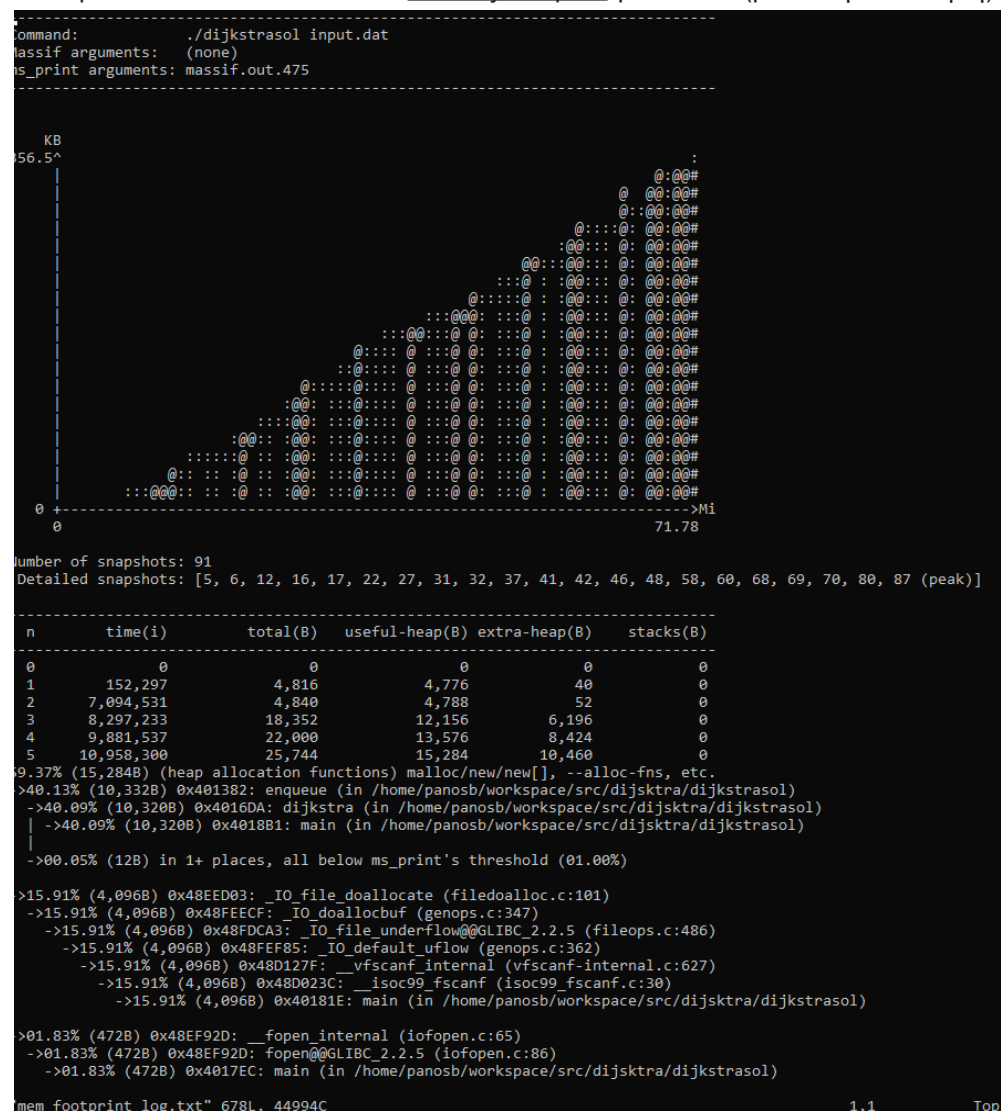 Command:            ./dijkstrasol input.dat
Massif arguments:   (none)
ms_print arguments: massif.out.475
--------------------------------------------------------------------------------
    KB
356.5^                                                                       :
     |                                                                   @:@@#
     |                                                               @  @@:@@#
     |                                                               @::@@:@@#
     |                                                          @::::@: @@:@@#
     |                                                        :@@::: @: @@:@@#
     |                                                    @@:::@@::: @: @@:@@#
     |                                                 :::@ : :@@::: @: @@:@@#
     |                                              @:::::@ : :@@::: @: @@:@@#
     |                                         :::@@@: :::@ : :@@::: @: @@:@@#
     |                                    :::@@:::@ @: :::@ : :@@::: @: @@:@@#
     |                                 @:::: @ :::@ @: :::@ : :@@::: @: @@:@@#
     |                               ::@:::: @ :::@ @: :::@ : :@@::: @: @@:@@#
     |                           @:::::@:::: @ :::@ @: :::@ : :@@::: @: @@:@@#
     |                         :@@: :::@:::: @ :::@ @: :::@ : :@@::: @: @@:@@#
     |                      ::::@@: :::@:::: @ :::@ @: :::@ : :@@::: @: @@:@@#
     |                   :@@:: :@@: :::@:::: @ :::@ @: :::@ : :@@::: @: @@:@@#
     |              ::::::@ :: :@@: :::@:::: @ :::@ @: :::@ : :@@::: @: @@:@@#
     |            @:: :: :@ :: :@@: :::@:::: @ :::@ @: :::@ : :@@::: @: @@:@@#
     |       :::@@@:: :: :@ :: :@@: :::@:::: @ :::@ @: :::@ : :@@::: @: @@:@@#
   0 +----------------------------------------------------------------------->Mi
     0                                                                   71.78
Number of snapshots: 91
 Detailed snapshots: [5, 6, 12, 16, 17, 22, 27, 31, 32, 37, 41, 42, 46, 48, 58, 60, 68, 69, 70, 80, 87 (peak)]
--------------------------------------------------------------------------------
  n        time(i)         total(B)   useful-heap(B) extra-heap(B)    stacks(B)
--------------------------------------------------------------------------------
  0              0                0                0             0            0
  1        152,297            4,816            4,776            40            0
  2      7,094,531            4,840            4,788            52            0
  3      8,297,233           18,352           12,156         6,196            0
  4      9,881,537           22,000           13,576         8,424            0
  5     10,958,300           25,744           15,284        10,460            0
59.37% (15,284B) (heap allocation functions) malloc/new/new[], --alloc-fns, etc.
->40.13% (10,332B) 0x401382: enqueue (in /home/panosb/workspace/src/dijsktra/dijkstrasol)
  ->40.09% (10,320B) 0x4016DA: dijkstra (in /home/panosb/workspace/src/dijsktra/dijkstrasol)
  | ->40.09% (10,320B) 0x4018B1: main (in /home/panosb/workspace/src/dijsktra/dijkstrasol)
  |
  ->00.05% (12B) in 1+ places, all below ms_print's threshold (01.00%)
->15.91% (4,096B) 0x48EED03: _IO_file_doallocate (filedoalloc.c:101)
  ->15.91% (4,096B) 0x48FEECF: _IO_doallocbuf (genops.c:347)
    ->15.91% (4,096B) 0x48FDCA3: _IO_file_underflow@@GLIBC_2.2.5 (fileops.c:486)
      ->15.91% (4,096B) 0x48FEF85: _IO_default_uflow (genops.c:362)
        ->15.91% (4,096B) 0x48D127F: __vfscanf_internal (vfscanf-internal.c:627)
          ->15.91% (4,096B) 0x48D023C: __isoc99_fscanf (isoc99_fscanf.c:30)
            ->15.91% (4,096B) 0x40181E: main (in /home/panosb/workspace/src/dijsktra/dijkstrasol)
->01.83% (472B) 0x48EF92D: __fopen_internal (iofopen.c:65)
  ->01.83% (472B) 0x48EF92D: fopen@@GLIBC_2.2.5 (iofopen.c:86)
    ->01.83% (472B) 0x4017EC: main (in /home/panosb/workspace/src/dijsktra/dijkstrasol)
"mem_footprint_log.txt" 678L, 44994C                                          1,1           Top